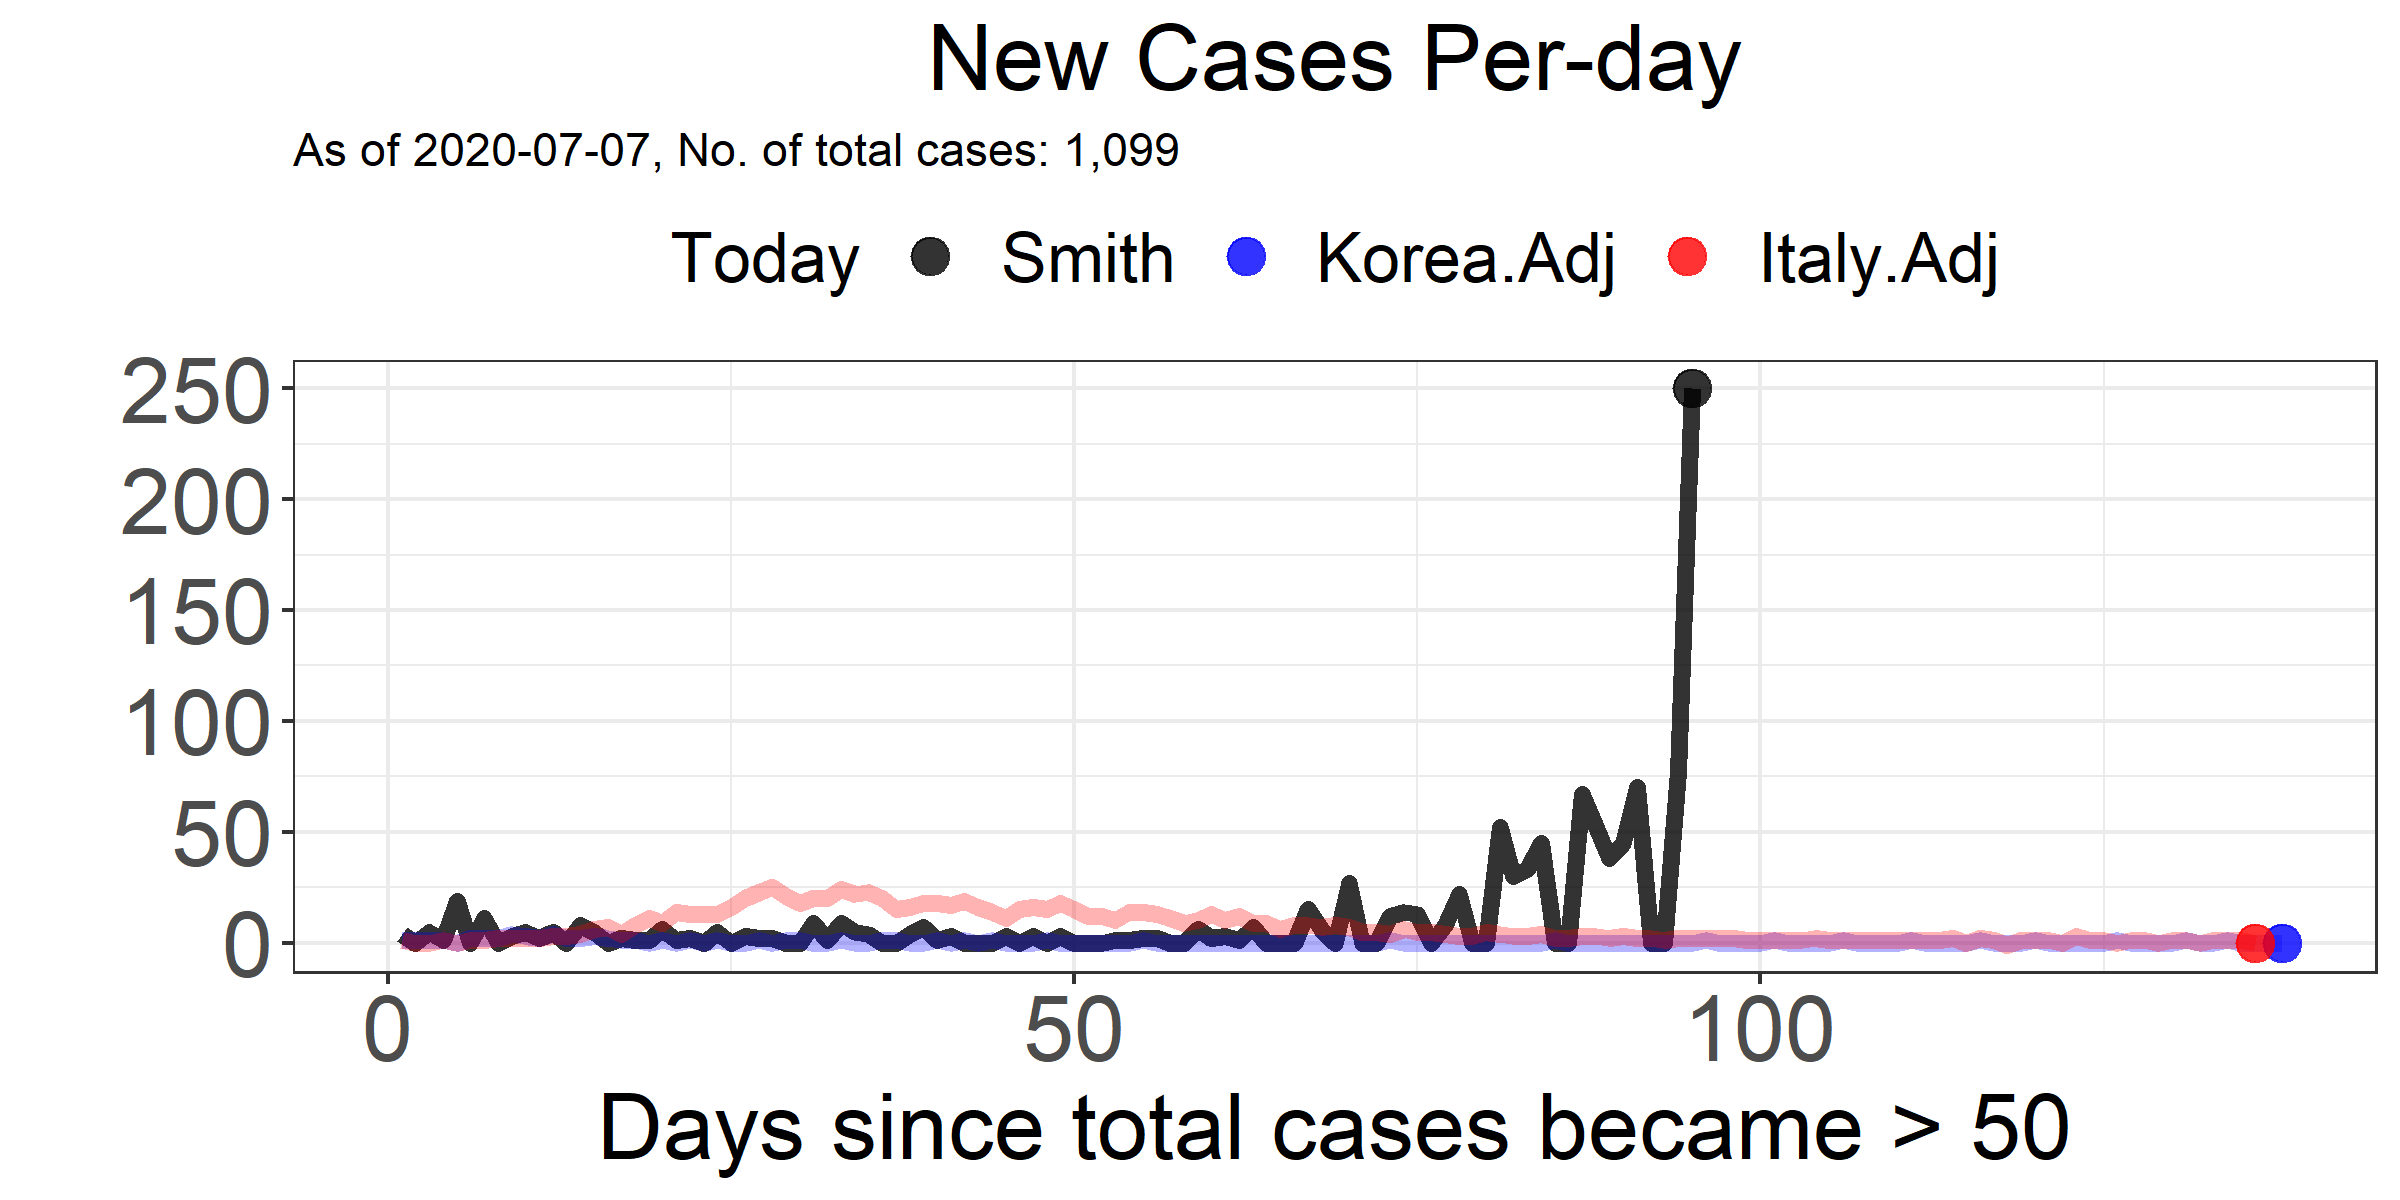 New Cases Per-day
As of 2020-07-07, No. of total cases: 1,099
Today Smith Korea.Adj Italy.Adj
250
200
150
100
50
0
0 50 100
Days since total cases became > 50